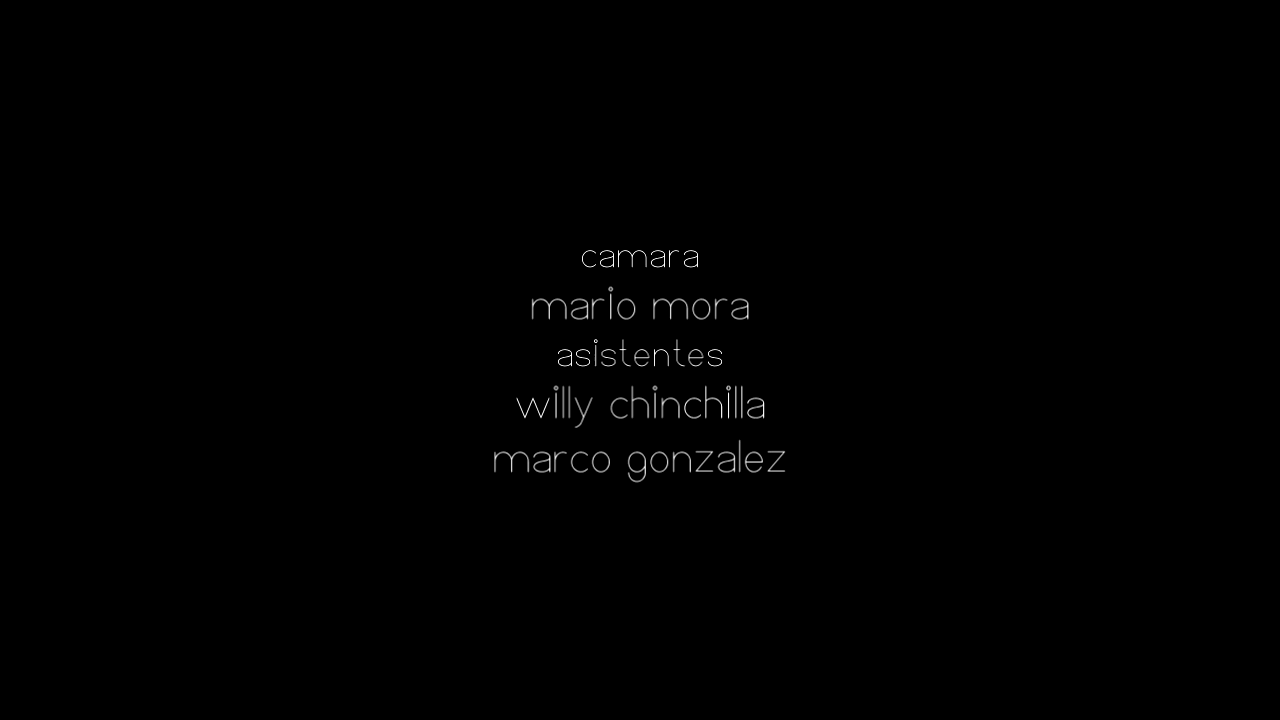 camara
mario mora
asistentes
willy chinchilla
marco gonzalez